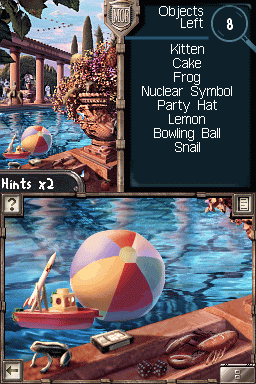 Objects
Left
8
Kitten
Cake
Frog
Nuclear Symbol
Party Hat
Lemon
Bowling Ball
Snail
Hints x2
?